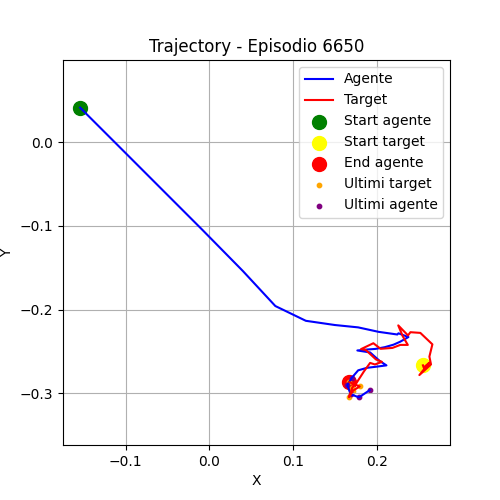 Trajectory - Episodio 6650
Agente
Target
Start agente
Start target
End agente
Ultimi target
Ultimi agente
0.0
−0.1
−0.2
−0.3
Y
−0.1
0.0
0.1
0.2
X